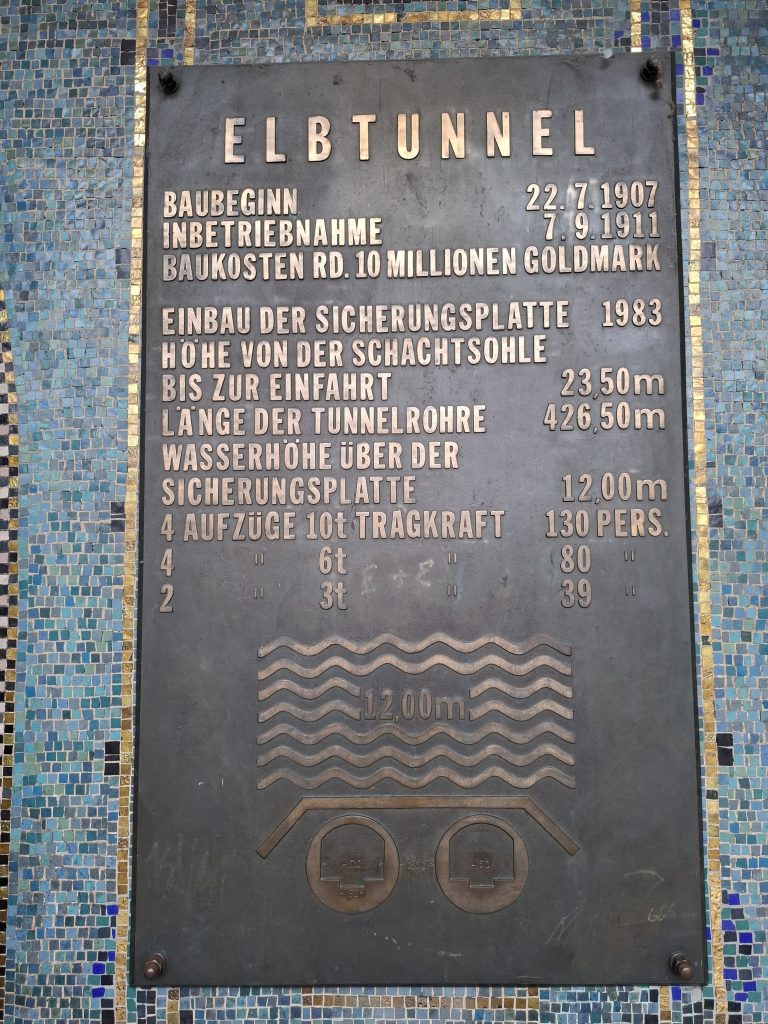 ELBTUNNEL
BAUBEGINN 22.7.1907
INBETRIEBNAHME 7.9.1911
BAUKOSTEN RD. 10 MILLIONEN GOLDMARK
EINBAU DER SICHERUNGSPLATTE 1983
HÖHE VON DER SCHACHTSOHLE
BIS ZUR EINFAHRT 23,50m
LÄNGE DER TUNNELROHRE 426,50m
WASSERHÖHE ÜBER DER
SICHERUNGSPLATTE 12,00m
4 AUFZÜGE 10t TRAGKRAFT 130 PERS.
4 " 6t " 80 "
2 " 3t " 39 "
12,00m
666